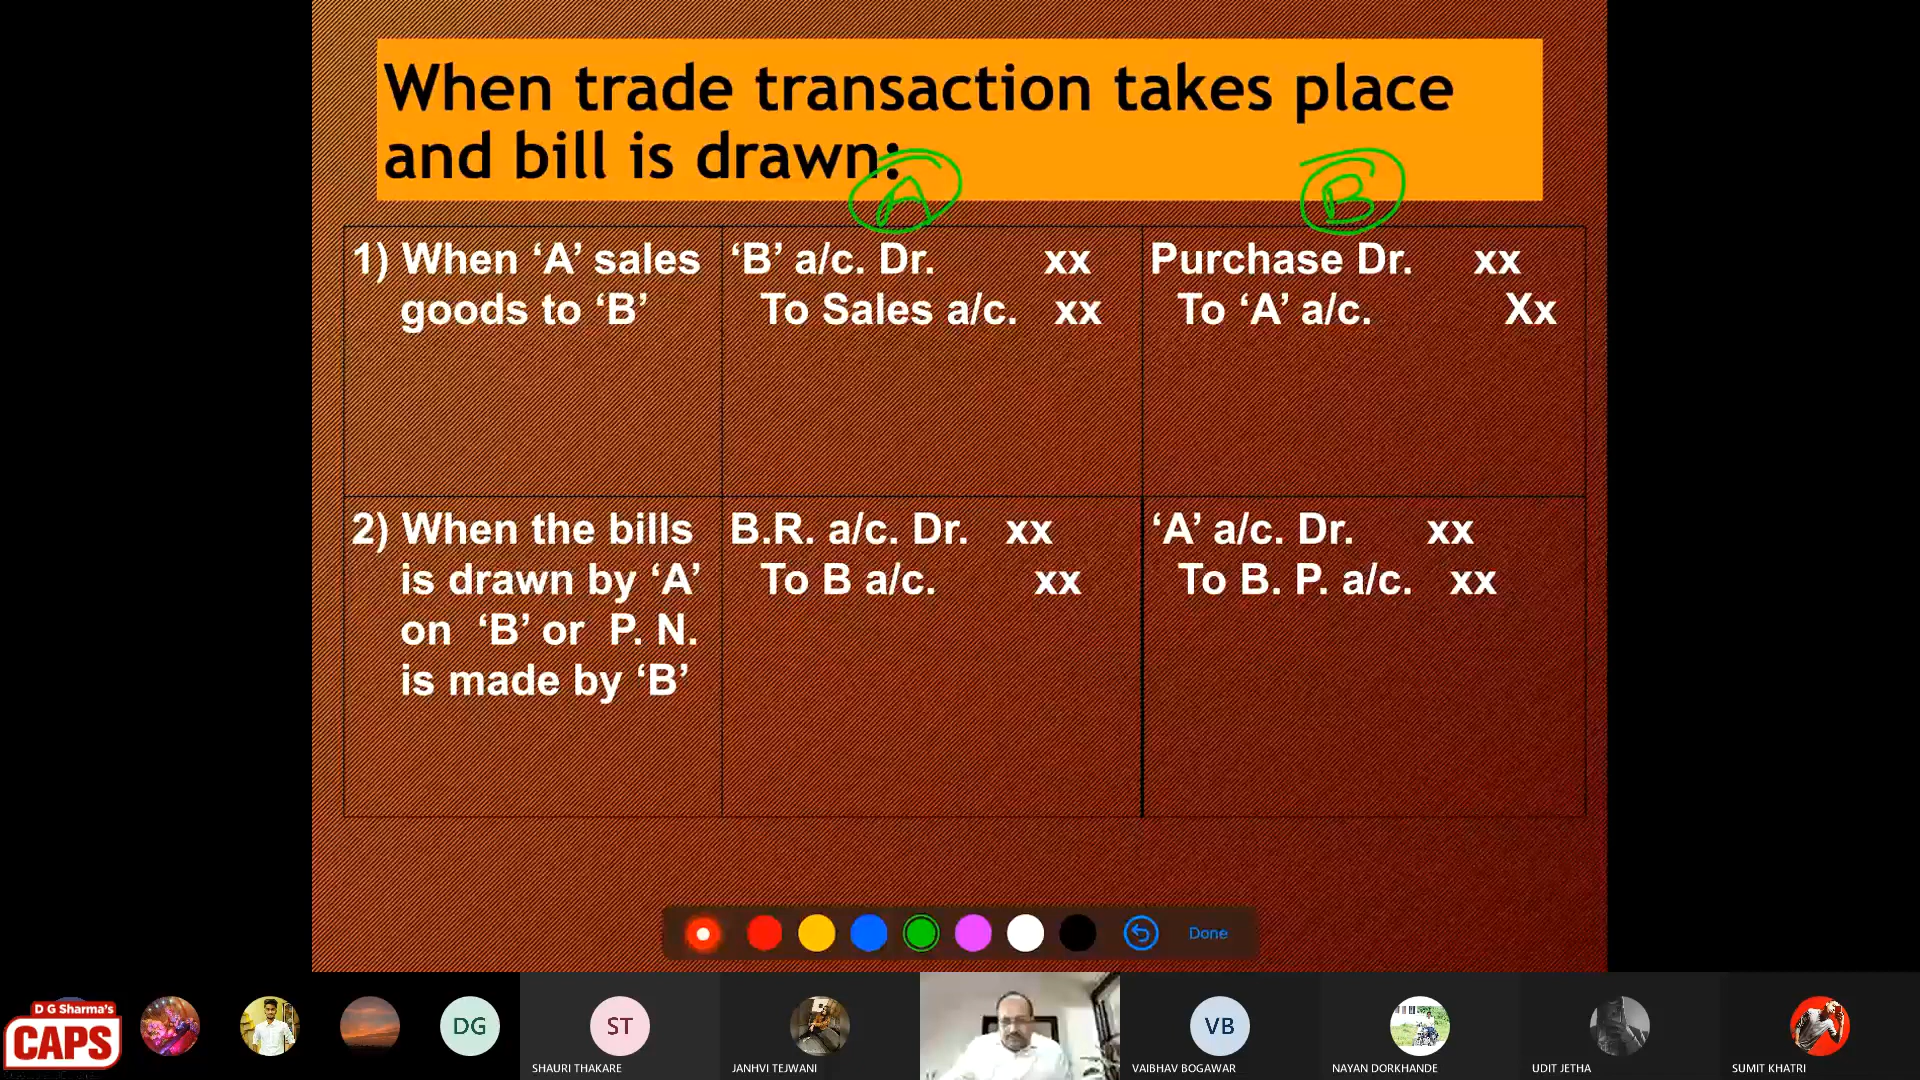 When trade transaction takes place
and bill is drawn:
A
B
1) When ‘A’ sales
goods to ‘B’
‘B’ a/c. Dr. xx
To Sales a/c. xx
Purchase Dr. xx
To ‘A’ a/c. Xx
2) When the bills
is drawn by ‘A’
on ‘B’ or P. N.
is made by ‘B’
B.R. a/c. Dr. xx
To B a/c. xx
‘A’ a/c. Dr. xx
To B. P. a/c. xx
Done
D G Sharma's
CAPS
DG
ST
SHAURI THAKARE
JANHVI TEJWANI
VB
VAIBHAV BOGAWAR
NAYAN DORKHANDE
UDIT JETHA
SUMIT KHATRI